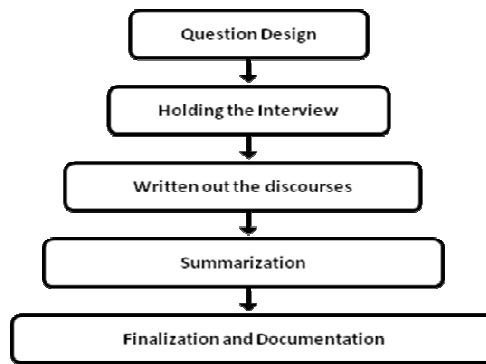 Question Design
Holding the Interview
Written out the discourses
Summarization
Finalization and Documentation